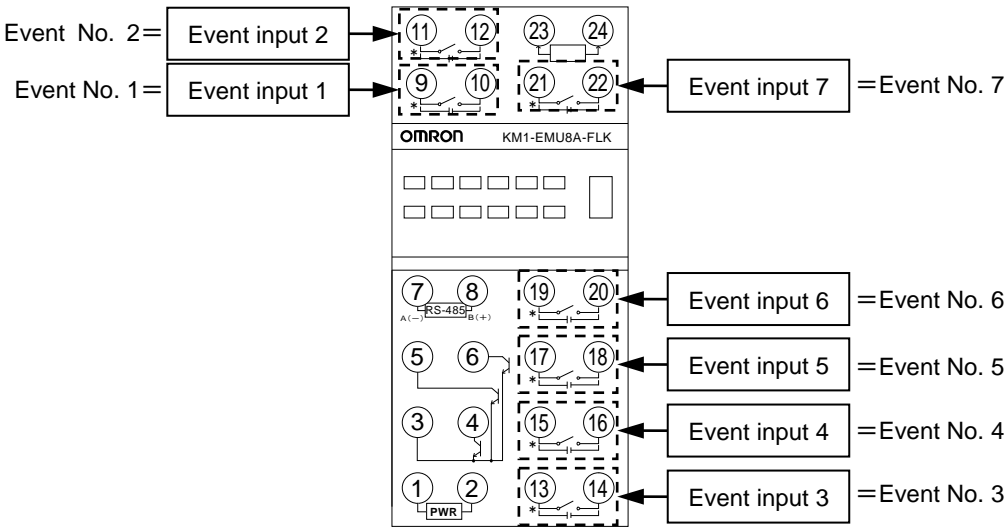 Event No. 2= Event input 2
11 12 23 24
*
Event No. 1= Event input 1
9 10 21 22
* *
Event input 7 =Event No. 7
OMRON KM1-EMU8A-FLK
7 8 19 20
RS-485
A(−) B(+) *
Event input 6 =Event No. 6
5 6 17 18
*
Event input 5 =Event No. 5
3 4 15 16
*
Event input 4 =Event No. 4
1 2 13 14
PWR *
Event input 3 =Event No. 3